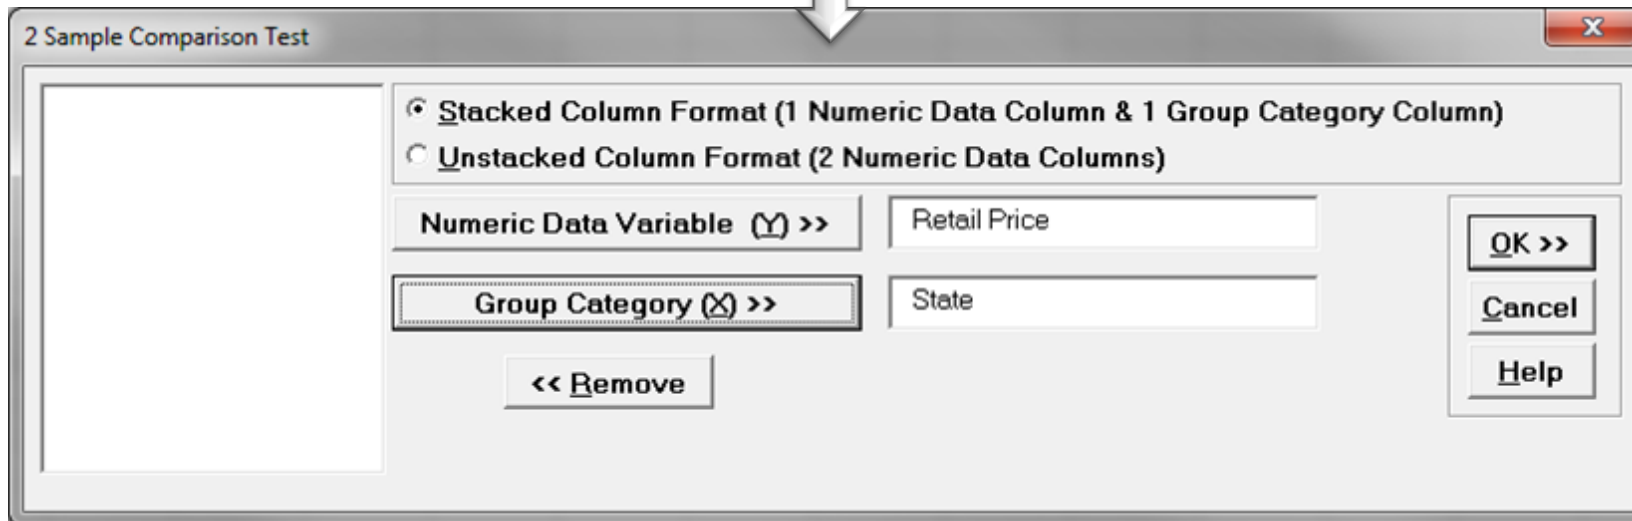 2 Sample Comparison Test
Stacked Column Format (1 Numeric Data Column & 1 Group Category Column)
Unstacked Column Format (2 Numeric Data Columns)
Numeric Data Variable (Y) >>
Retail Price
OK >>
Group Category (X) >>
State
Cancel
<< Remove
Help